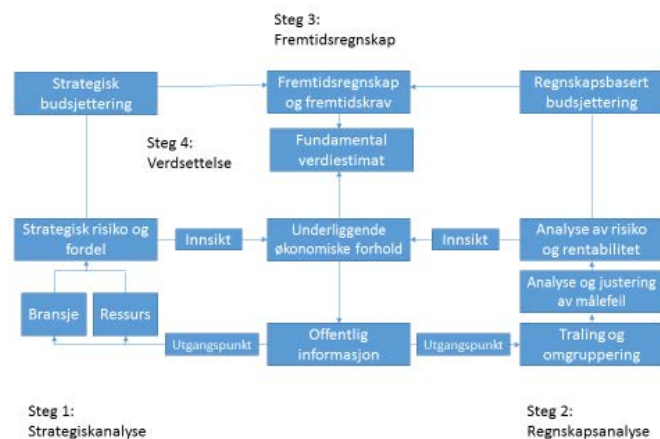 Steg 3:
Fremtidsregnskap
Strategisk
budsjettering
Fremtidsregnskap
og fremtidskrav
Regnskapsbasert
budsjettering
Steg 4:
Verdsettelse
Fundamental
verdiestimat
Strategisk risiko og
fordel
Innsikt
Underliggende
økonomiske forhold
Innsikt
Analyse av risiko
og rentabilitet
Analyse og justering
av målefeil
Bransje
Ressurs
Utgangspunkt
Offentlig
informasjon
Utgangspunkt
Traling og
omgruppering
Steg 1:
Strategiskanalyse
Steg 2:
Regnskapsanalyse